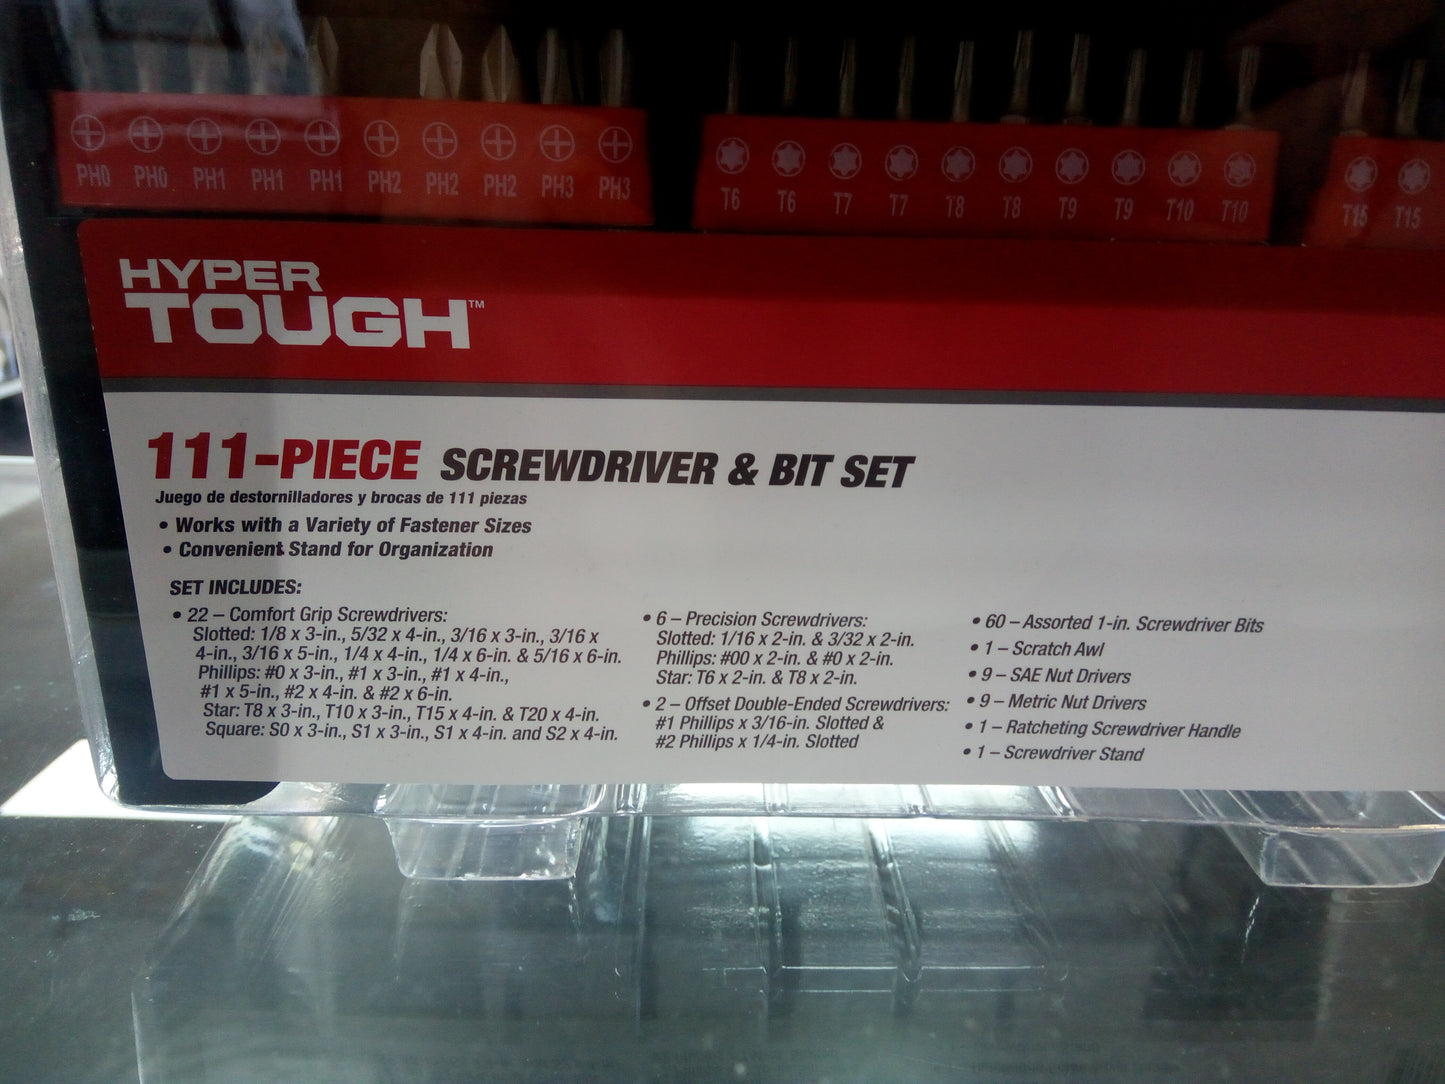 PH0 PH0 PH1 PH1 PH1 PH2 PH2 PH2 PH3 PH3
T6 T6 T7 T7 T8 T8 T9 T9 T10 T10
T15 T15
HYPER
TOUGH™
111-PIECE SCREWDRIVER & BIT SET
Juego de destornilladores y brocas de 111 piezas
• Works with a Variety of Fastener Sizes
• Convenient Stand for Organization
SET INCLUDES:
• 22 – Comfort Grip Screwdrivers:
Slotted: 1/8 x 3-in., 5/32 x 4-in., 3/16 x 3-in., 3/16 x
4-in., 3/16 x 5-in., 1/4 x 4-in., 1/4 x 6-in. & 5/16 x 6-in.
Phillips: #0 x 3-in., #1 x 3-in., #1 x 4-in.,
#1 x 5-in., #2 x 4-in. & #2 x 6-in.
Star: T8 x 3-in., T10 x 3-in., T15 x 4-in. & T20 x 4-in.
Square: S0 x 3-in., S1 x 3-in., S1 x 4-in. and S2 x 4-in.
• 6 – Precision Screwdrivers:
Slotted: 1/16 x 2-in. & 3/32 x 2-in.
Phillips: #00 x 2-in. & #0 x 2-in.
Star: T6 x 2-in. & T8 x 2-in.
• 2 – Offset Double-Ended Screwdrivers:
#1 Phillips x 3/16-in. Slotted &
#2 Phillips x 1/4-in. Slotted
• 60 – Assorted 1-in. Screwdriver Bits
• 1 – Scratch Awl
• 9 – SAE Nut Drivers
• 9 – Metric Nut Drivers
• 1 – Ratcheting Screwdriver Handle
• 1 – Screwdriver Stand